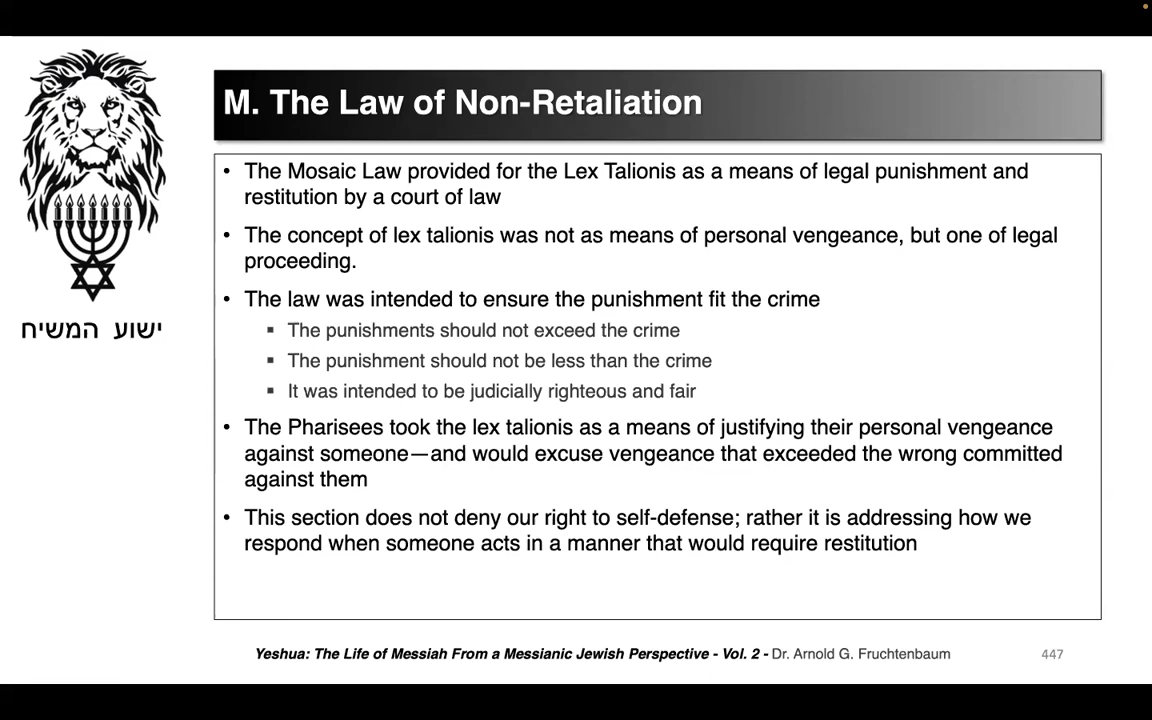 M. The Law of Non-Retaliation
• The Mosaic Law provided for the Lex Talionis as a means of legal punishment and
restitution by a court of law
• The concept of lex talionis was not as means of personal vengeance, but one of legal
proceeding.
• The law was intended to ensure the punishment fit the crime
▪ The punishments should not exceed the crime
▪ The punishment should not be less than the crime
▪ It was intended to be judicially righteous and fair
• The Pharisees took the lex talionis as a means of justifying their personal vengeance
against someone—and would excuse vengeance that exceeded the wrong committed
against them
• This section does not deny our right to self-defense; rather it is addressing how we
respond when someone acts in a manner that would require restitution
ישוע המשיח
Yeshua: The Life of Messiah From a Messianic Jewish Perspective - Vol. 2 - Dr. Arnold G. Fruchtenbaum
447